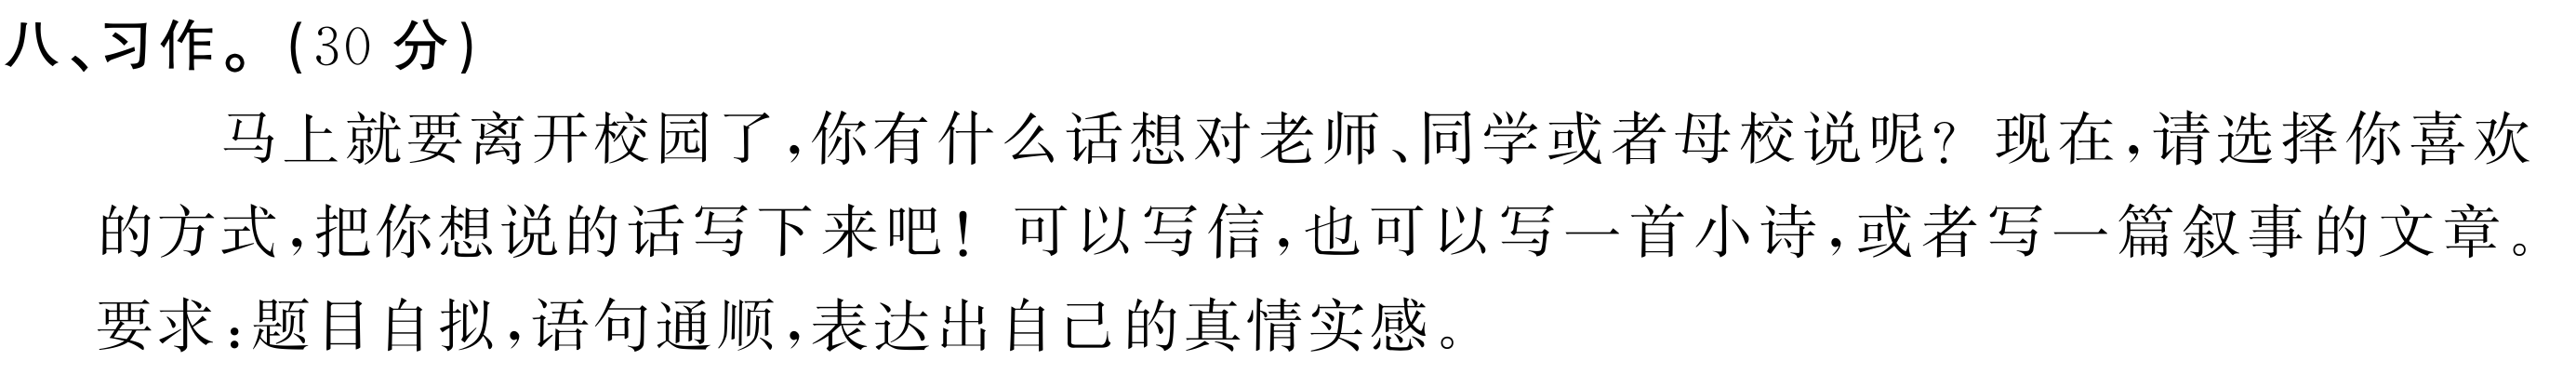 八、习作。(30 分)
马上就要离开校园了,你有什么话想对老师、同学或者母校说呢? 现在,请选择你喜欢
的方式,把你想说的话写下来吧! 可以写信,也可以写一首小诗,或者写一篇叙事的文章。
要求:题目自拟,语句通顺,表达出自己的真情实感。